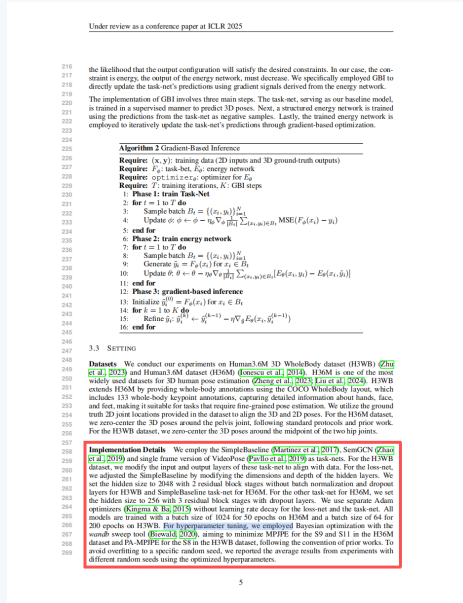 Under review as a conference paper at ICLR 2025
216 the likelihood that the output configuration will satisfy the desired constraints. In our case, the con-
217 straint is energy, the output of the energy network, must decrease. We specifically employed GBI to
218 directly update the task-net's predictions using gradient signals derived from the energy network.
219
220 The implementation of GBI involves three main steps. The task-net, serving as our baseline model,
221 is trained in a supervised manner to predict 3D poses. Next, a structured energy network is trained
222 using the predictions from the task-net as negative samples. Lastly, the trained energy network is
223 employed to iteratively update the task-net's predictions through gradient-based optimization.
224
225 Algorithm 2 Gradient-Based Inference
226 Require: (x, y): training data (2D inputs and 3D ground-truth outputs)
227 Require: Fϕ: task-bet, Eθ: energy network
228 Require: optimizerθ: optimizer for Eθ
229 Require: T: training iterations, K: GBI steps
230 1: Phase 1: train Task-Net
231 2: for t = 1 to T do
232 3: Sample batch Bt = {(xi, yi)}Ni=1
233 4: Update ϕ: ϕ ← ϕ − ηϕ∇ϕ 1/|Bt| Σ(xi,yi)∈Bt MSE(Fϕ(xi) − yi)
234 5: end for
235 6: Phase 2: train energy network
236 7: for t = 1 to T do
237 8: Sample batch Bt = {(xi, yi)}Ni=1
238 9: Generate ỹi = Fϕ(xi) for xi ∈ Bt
239 10: Update θ: θ ← θ − ηθ∇θ 1/|Bt| Σ(xi,yi)∈Bt [Eθ(xi, yi) − Eθ(xi, ỹi)]
240 11: end for
241 12: Phase 3: gradient-based inference
242 13: Initialize ỹi(0) = Fϕ(xi) for xi ∈ Bt
243 14: for k = 1 to K do
244 15: Refine ỹi: ỹi(k) ← ỹi(k−1) − η∇ỹEθ(xi, ỹi(k−1))
245 16: end for
246
247 3.3 SETTING
248
249 Datasets We conduct our experiments on Human3.6M 3D WholeBody dataset (H3WB) (Zhu
250 et al., 2023) and Human3.6M dataset (H36M) (Ionescu et al., 2014). H36M is one of the most
251 widely used datasets for 3D human pose estimation (Zheng et al., 2023; Liu et al., 2024). H3WB
252 extends H36M by providing whole-body annotations using the COCO WholeBody layout, which
253 includes 133 whole-body keypoint annotations, capturing detailed information about hands, face,
254 and feet, making it suitable for tasks that require fine-grained pose estimation. We utilize the ground
255 truth 2D joint locations provided in the dataset to align the 3D and 2D poses. For the H36M dataset,
256 we zero-center the 3D poses around the pelvis joint, following standard protocols and prior work.
257 For the H3WB dataset, we zero-center the 3D poses around the midpoint of the two hip joints.
258 Implementation Details We employ the SimpleBaseline (Martinez et al., 2017), SemGCN (Zhao
259 et al., 2019) and single frame version of VideoPose (Pavllo et al., 2019) as task-nets. For the H3WB
260 dataset, we modify the input and output layers of these task-net to align with data. For the loss-net,
261 we adjusted the SimpleBaseline by modifying the dimensions and depth of the hidden layers. We
262 set the hidden size to 2048 with 2 residual block stages without batch normalization and dropout
263 layers for H3WB and SimpleBaseline task-net for H36M. For the other task-net for H36M, we set
264 the hidden size to 256 with 3 residual block stages with dropout layers. We use separate Adam
265 optimizers (Kingma & Ba, 2015) without learning rate decay for the loss-net and the task-net. All
266 models are trained with a batch size of 1024 for 50 epochs on H36M and a batch size of 64 for
267 200 epochs on H3WB. For hyperparameter tuning, we employed Bayesian optimization with the
268 wandb sweep tool (Biewald, 2020), aiming to minimize MPJPE for the S9 and S11 in the H36M
269 dataset and PA-MPJPE for the S8 in the H3WB dataset, following the convention of prior works. To
avoid overfitting to a specific random seed, we reported the average results from experiments with
different random seeds using the optimized hyperparameters.
5